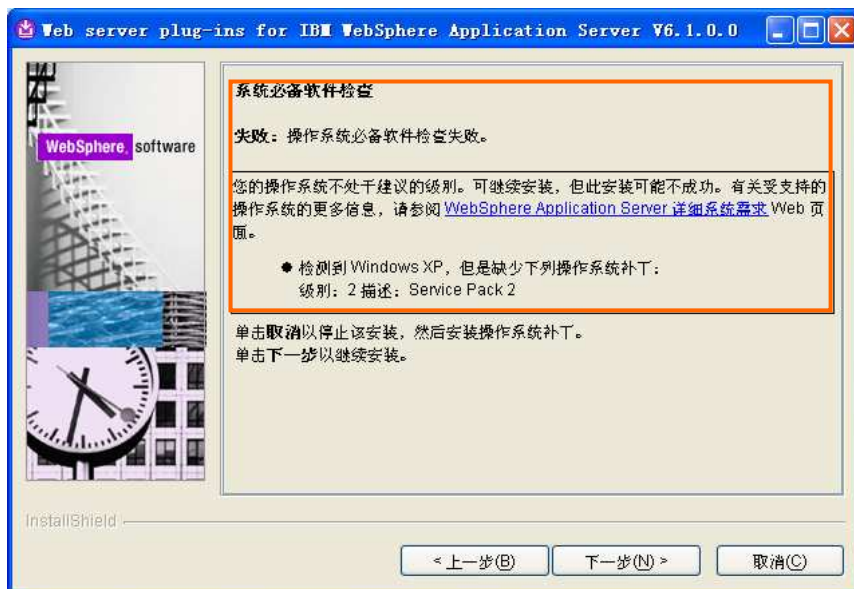 Web server plug-ins for IBM WebSphere Application Server V6.1.0.0
WebSphere. software
系统必备软件检查
失败：操作系统必备软件检查失败。
您的操作系统不处于建议的级别。可继续安装，但此安装可能不成功。有关受支持的
操作系统的更多信息，请参阅 WebSphere Application Server 详细系统需求 Web 页
面。
● 检测到 Windows XP，但是缺少下列操作系统补丁：
级别：2 描述：Service Pack 2
单击取消以停止该安装，然后安装操作系统补丁。
单击下一步以继续安装。
InstallShield
<上一步(B)
下一步(N)>
取消(C)